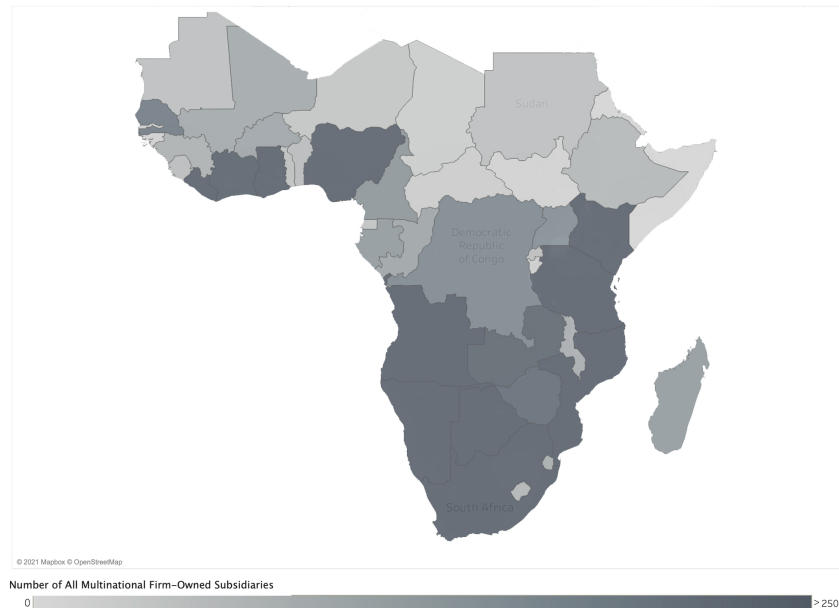 Sudan
Democratic
Republic
of Congo
South Africa
© 2021 Mapbox © OpenStreetMap
Number of All Multinational Firm-Owned Subsidiaries
0 > 250